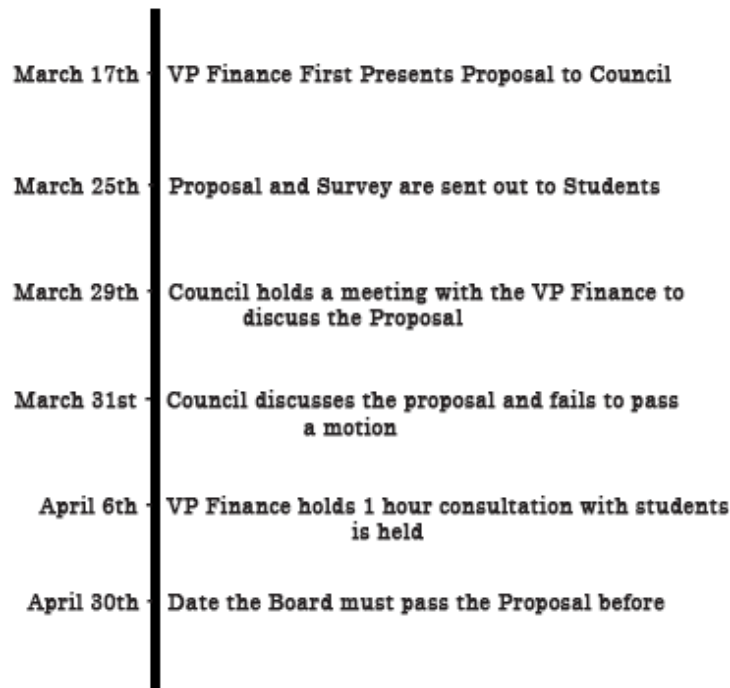 March 17th VP Finance First Presents Proposal to Council
March 25th Proposal and Survey are sent out to Students
March 29th Council holds a meeting with the VP Finance to
discuss the Proposal
March 31st Council discusses the proposal and fails to pass
a motion
April 6th VP Finance holds 1 hour consultation with students
is held
April 30th Date the Board must pass the Proposal before